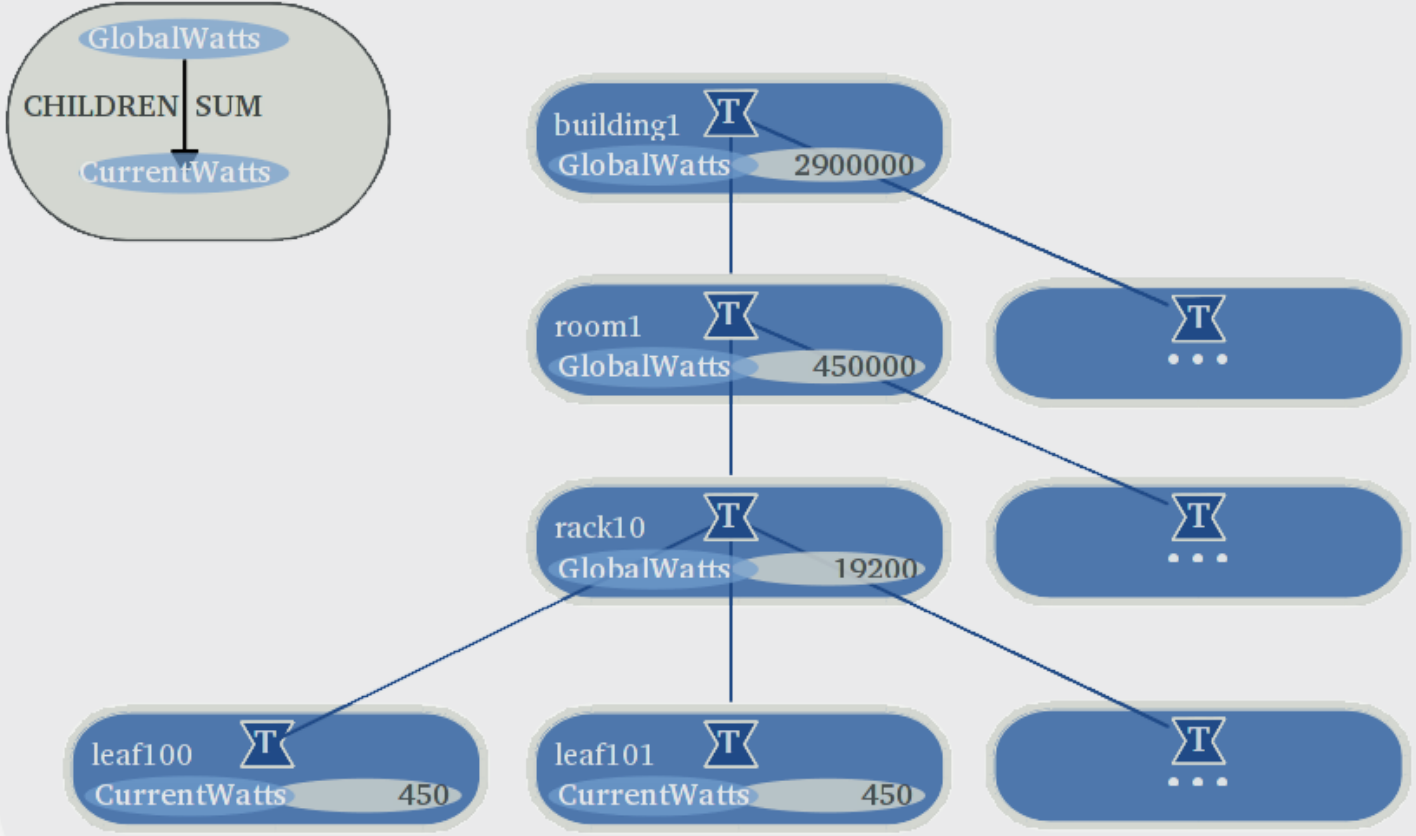 GlobalWatts
CHILDREN SUM
CurrentWatts
T
building1
GlobalWatts 2900000
T
room1
GlobalWatts 450000
T
...
T
rack10
GlobalWatts 19200
T
...
T
leaf100
CurrentWatts 450
T
leaf101
CurrentWatts 450
T
...